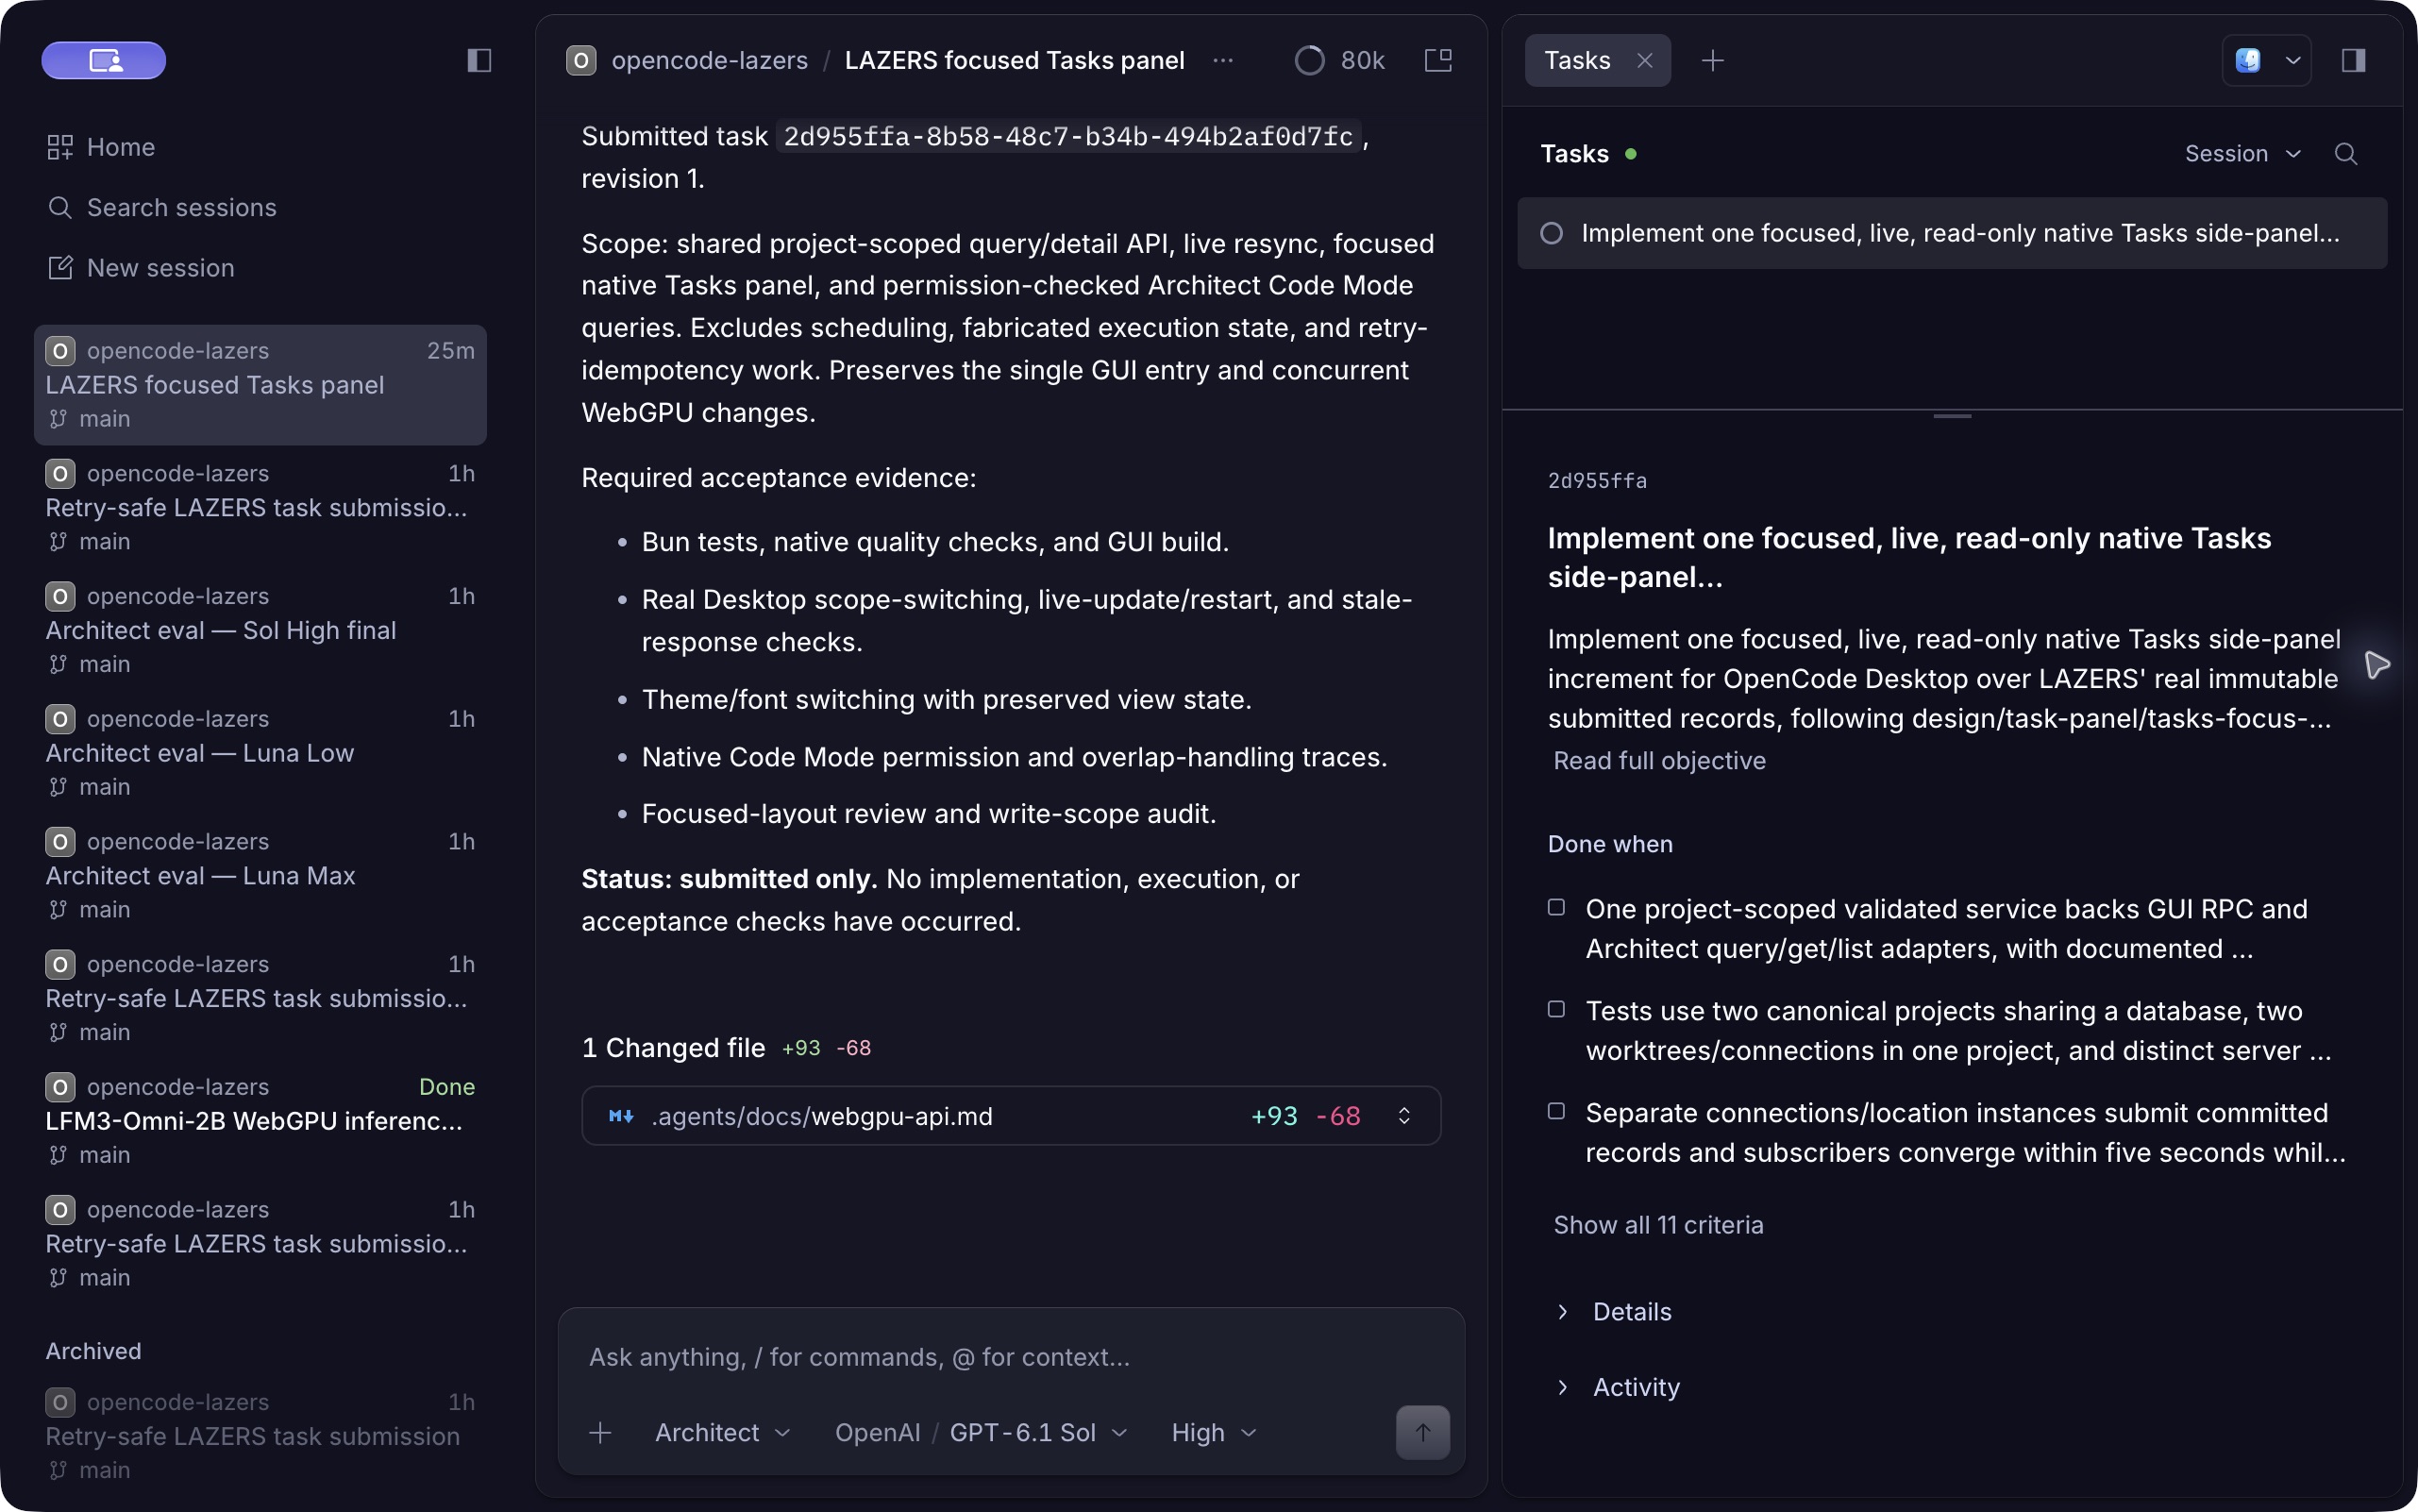 Home
Search sessions
New session
O opencode-lazers 25m
LAZERS focused Tasks panel
main
O opencode-lazers 1h
Retry-safe LAZERS task submissio...
main
O opencode-lazers 1h
Architect eval — Sol High final
main
O opencode-lazers 1h
Architect eval — Luna Low
main
O opencode-lazers 1h
Architect eval — Luna Max
main
O opencode-lazers 1h
Retry-safe LAZERS task submissio...
main
O opencode-lazers Done
LFM3-Omni-2B WebGPU inferenc...
main
O opencode-lazers 1h
Retry-safe LAZERS task submissio...
main
Archived
O opencode-lazers 1h
Retry-safe LAZERS task submission
main
O opencode-lazers / LAZERS focused Tasks panel ... 80k
Submitted task 2d955ffa-8b58-48c7-b34b-494b2af0d7fc,
revision 1.
Scope: shared project-scoped query/detail API, live resync, focused
native Tasks panel, and permission-checked Architect Code Mode
queries. Excludes scheduling, fabricated execution state, and retry-
idempotency work. Preserves the single GUI entry and concurrent
WebGPU changes.
Required acceptance evidence:
• Bun tests, native quality checks, and GUI build.
• Real Desktop scope-switching, live-update/restart, and stale-
response checks.
• Theme/font switching with preserved view state.
• Native Code Mode permission and overlap-handling traces.
• Focused-layout review and write-scope audit.
Status: submitted only. No implementation, execution, or
acceptance checks have occurred.
1 Changed file +93 -68
M↓ .agents/docs/webgpu-api.md +93 -68
Ask anything, / for commands, @ for context...
Architect OpenAI / GPT-6.1 Sol High
Tasks
Tasks Session
Implement one focused, live, read-only native Tasks side-panel...
2d955ffa
Implement one focused, live, read-only native Tasks
side-panel...
Implement one focused, live, read-only native Tasks side-panel
increment for OpenCode Desktop over LAZERS' real immutable
submitted records, following design/task-panel/tasks-focus-...
Read full objective
Done when
One project-scoped validated service backs GUI RPC and
Architect query/get/list adapters, with documented ...
Tests use two canonical projects sharing a database, two
worktrees/connections in one project, and distinct server ...
Separate connections/location instances submit committed
records and subscribers converge within five seconds whil...
Show all 11 criteria
Details
Activity